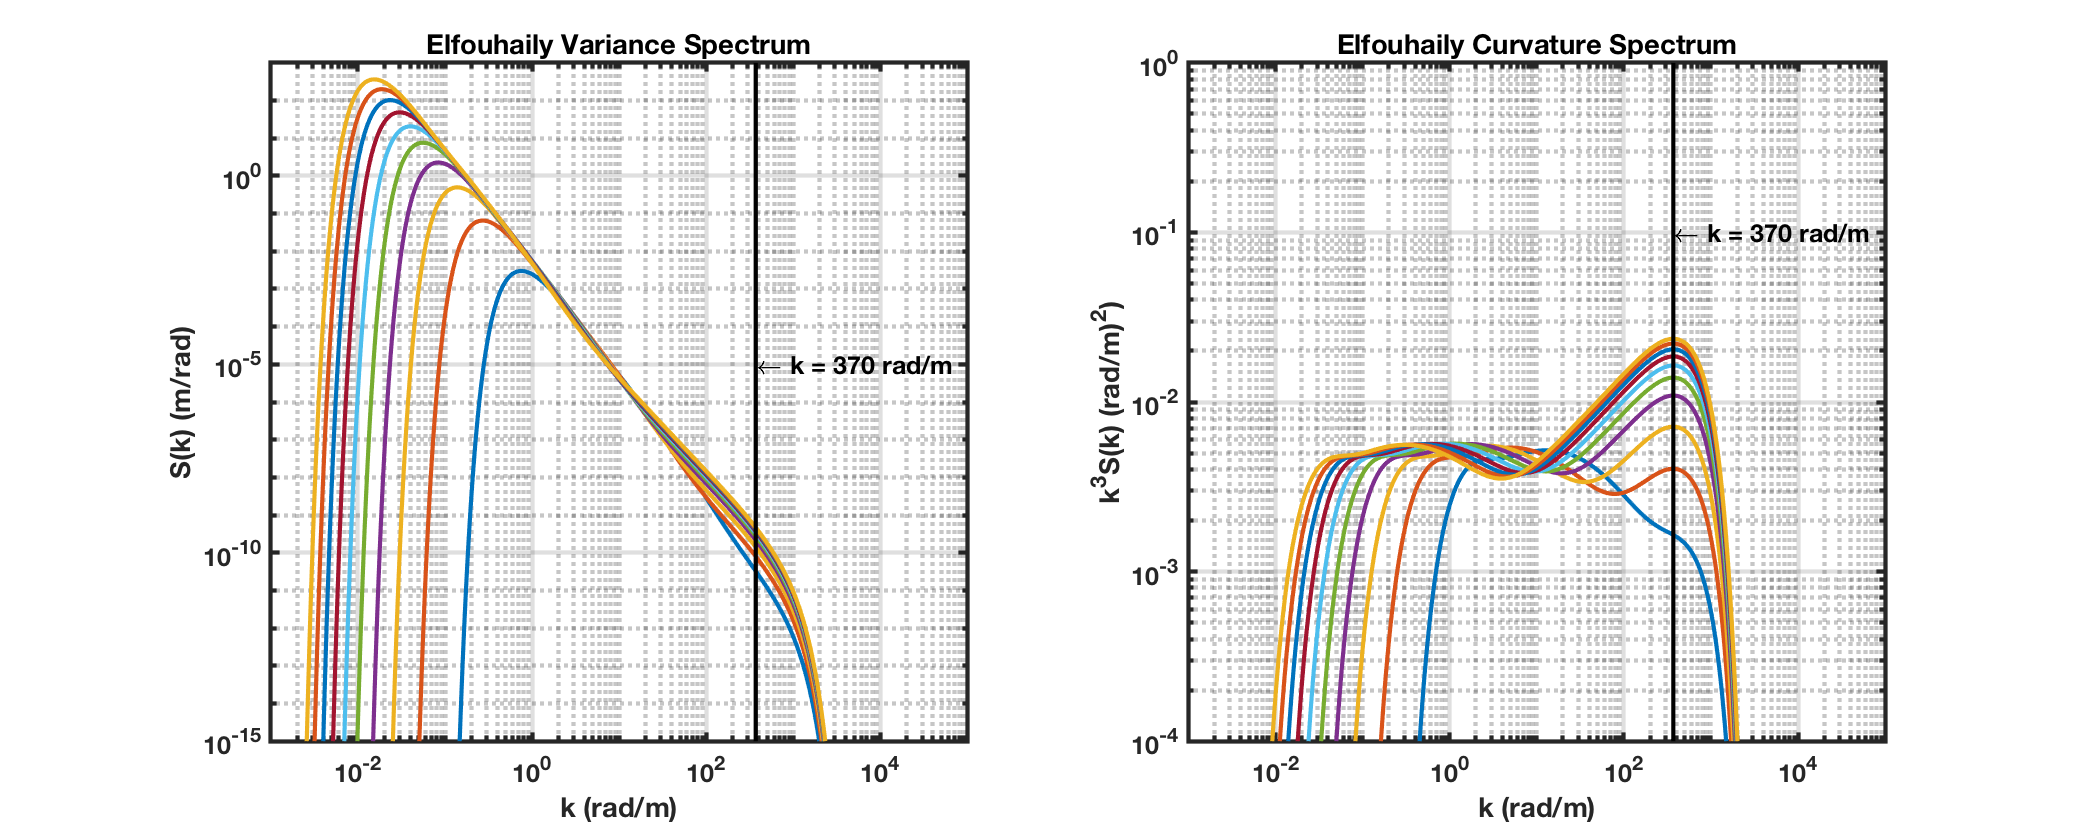 Elfouhaily Variance Spectrum
S(k) (m/rad)
10^0
10^-5
10^-10
10^-15
← k = 370 rad/m
10^-2 10^0 10^2 10^4
k (rad/m)
Elfouhaily Curvature Spectrum
k^3S(k) (rad/m)^2)
10^0
10^-1
10^-2
10^-3
10^-4
← k = 370 rad/m
10^-2 10^0 10^2 10^4
k (rad/m)